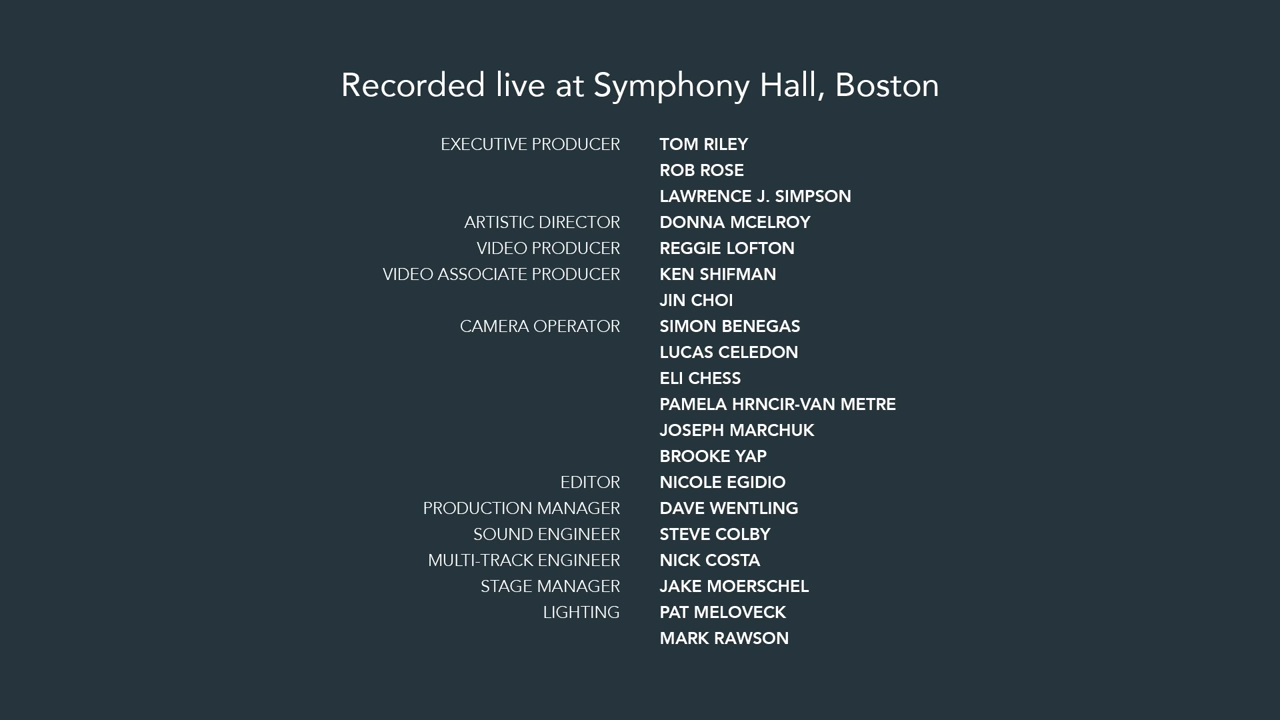 Recorded live at Symphony Hall, Boston
EXECUTIVE PRODUCER TOM RILEY
ROB ROSE
LAWRENCE J. SIMPSON
ARTISTIC DIRECTOR DONNA MCELROY
VIDEO PRODUCER REGGIE LOFTON
VIDEO ASSOCIATE PRODUCER KEN SHIFMAN
JIN CHOI
CAMERA OPERATOR SIMON BENEGAS
LUCAS CELEDON
ELI CHESS
PAMELA HRNCIR-VAN METRE
JOSEPH MARCHUK
BROOKE YAP
EDITOR NICOLE EGIDIO
PRODUCTION MANAGER DAVE WENTLING
SOUND ENGINEER STEVE COLBY
MULTI-TRACK ENGINEER NICK COSTA
STAGE MANAGER JAKE MOERSCHEL
LIGHTING PAT MELOVECK
MARK RAWSON